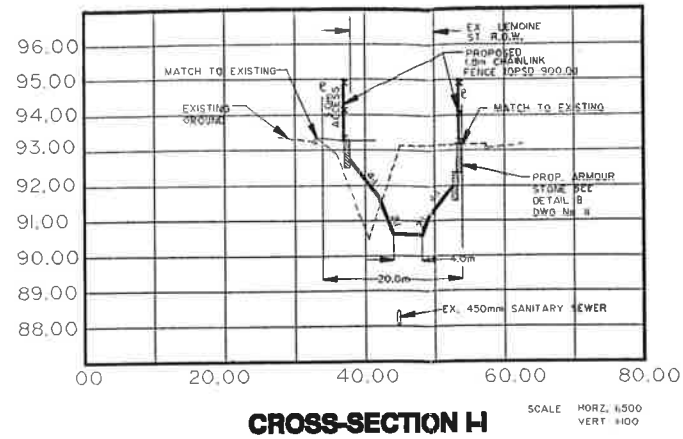 EX. LEMOINE
ST. R.O.W.
96.00
95.00
94.00
93.00
92.00
91.00
90.00
89.00
88.00
PROPOSED
CHAINLINK
FENCE (OPSD
MATCH TO EXISTING
EXISTING
GROUND
ACCESS
MATCH TO EXISTING
PROP. ARMOUR
STONE SEE
DETAIL B
DWG No
4.0m
20.0m
EX. 450mm SANITARY SEWER
00
20.00
40.00
60.00
80.00
CROSS-SECTION I-I
SCALE HORZ. 1:500
VERT 1:100